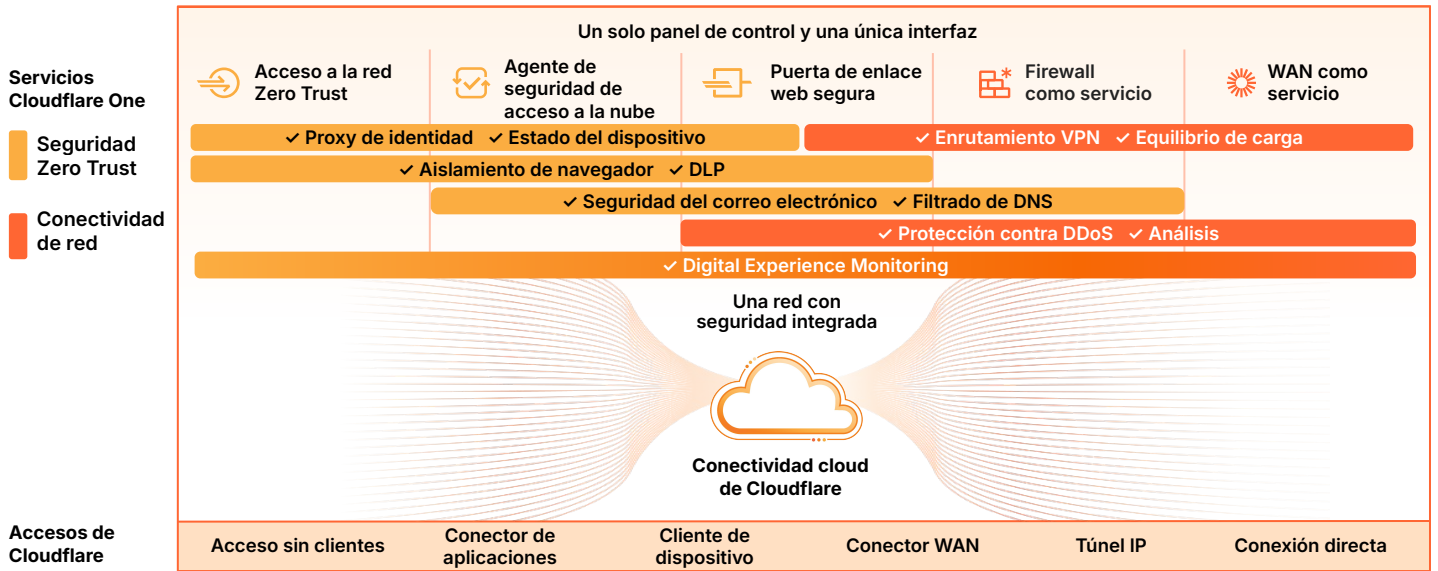 Un solo panel de control y una única interfaz
Servicios
Cloudflare One
Acceso a la red
Zero Trust
Agente de
seguridad de
acceso a la nube
Puerta de enlace
web segura
Firewall
como servicio
WAN como
servicio
Seguridad
Zero Trust
Conectividad
de red
✓ Proxy de identidad ✓ Estado del dispositivo
✓ Enrutamiento VPN ✓ Equilibrio de carga
✓ Aislamiento de navegador ✓ DLP
✓ Seguridad del correo electrónico ✓ Filtrado de DNS
✓ Protección contra DDoS ✓ Análisis
✓ Digital Experience Monitoring
Una red con
seguridad integrada
Conectividad cloud
de Cloudflare
Accesos de
Cloudflare
Acceso sin clientes
Conector de
aplicaciones
Cliente de
dispositivo
Conector WAN
Túnel IP
Conexión directa